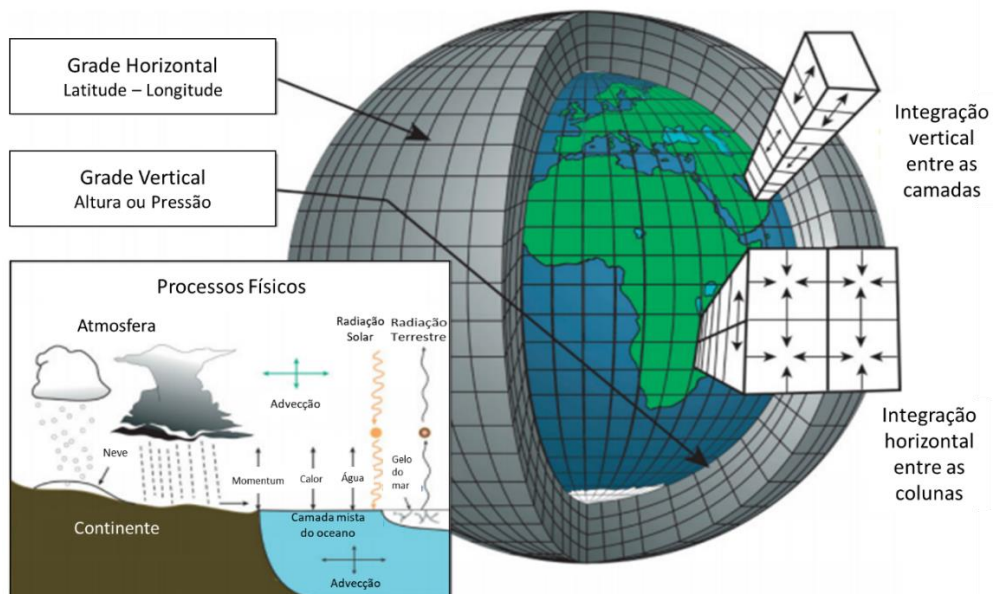 Grade Horizontal
Latitude – Longitude
Grade Vertical
Altura ou Pressão
Integração
vertical
entre as
camadas
Integração
horizontal
entre as
colunas
Processos Físicos
Atmosfera
Radiação
Solar
Radiação
Terrestre
Advecção
Neve
Momentum
Calor
Água
Gelo
do
mar
Continente
Camada mista
do oceano
Advecção